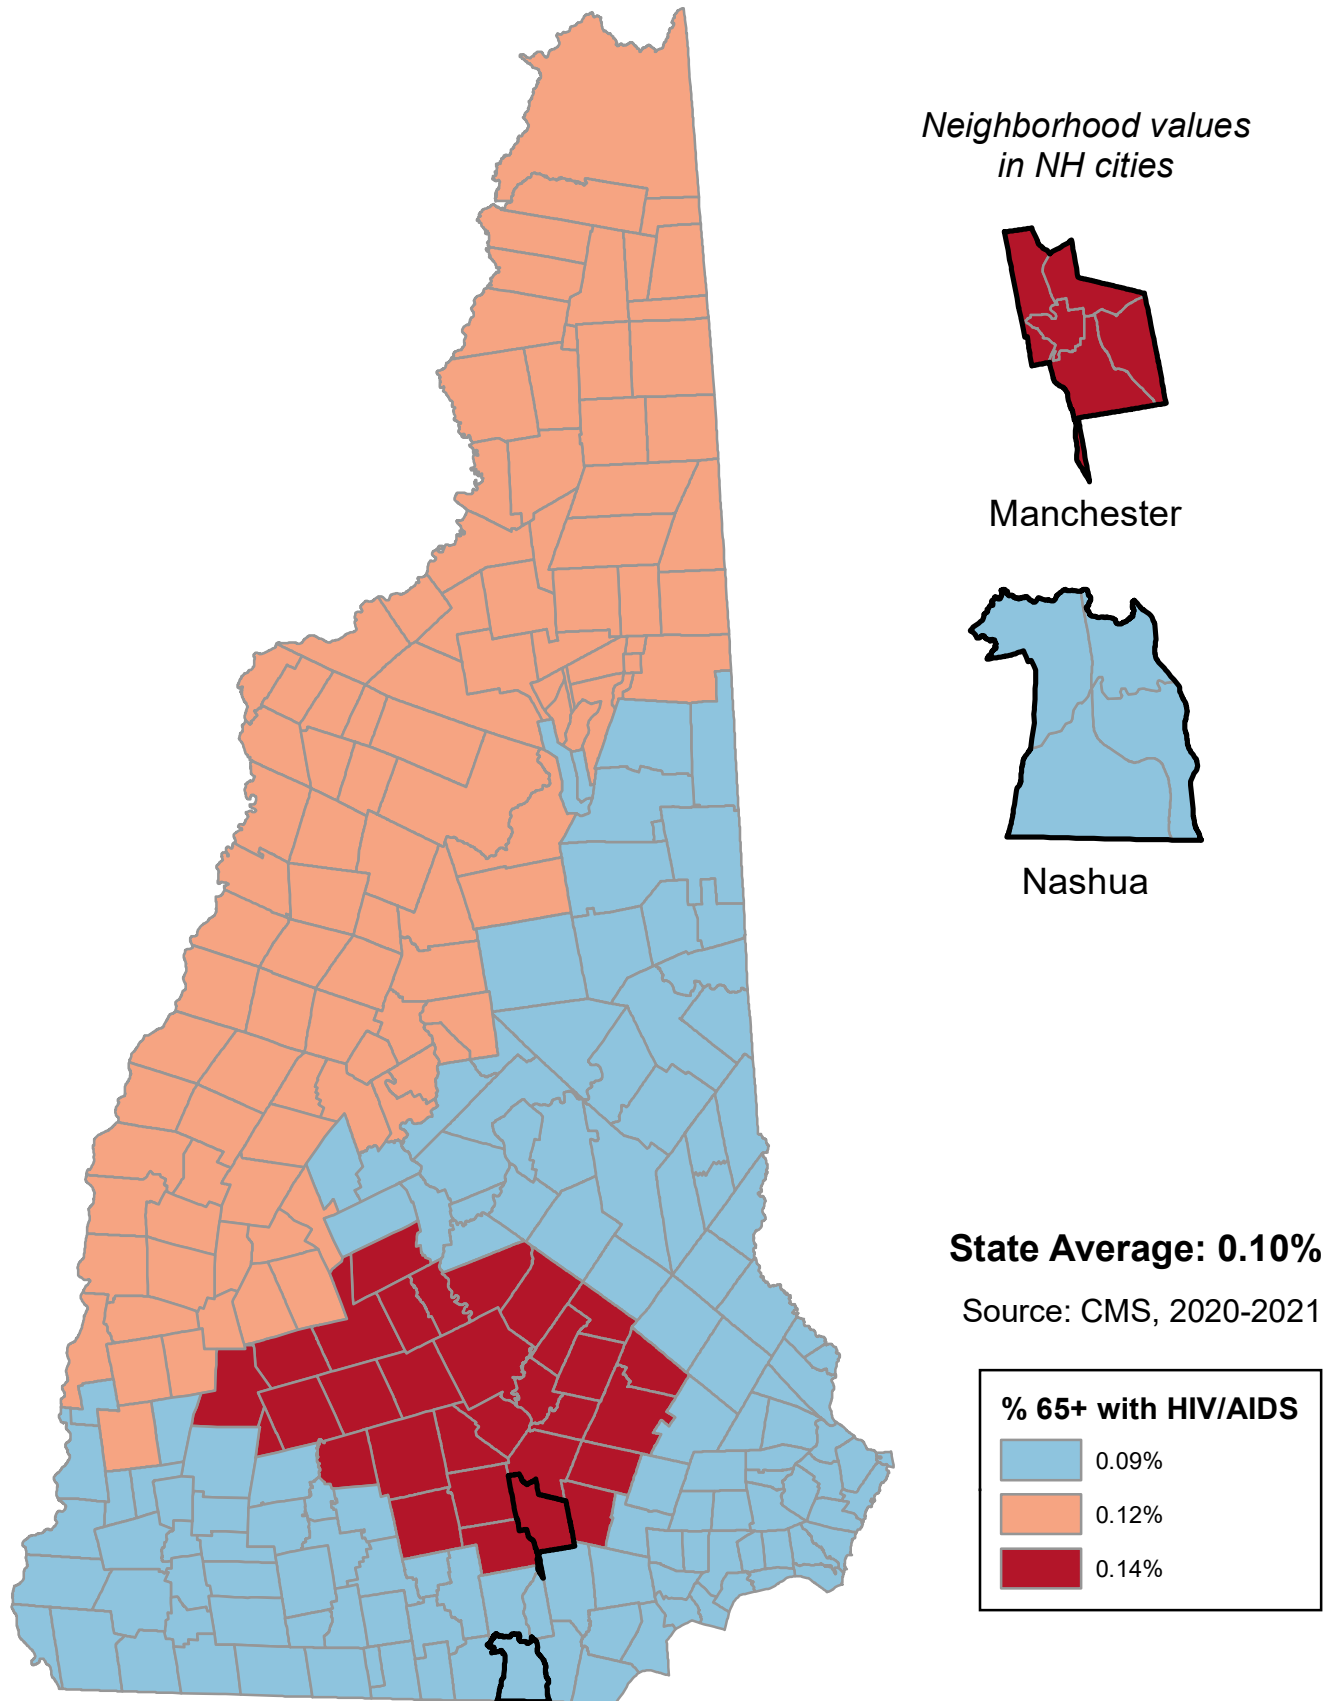 Neighborhood values
in NH cities
Manchester
Nashua
State Average: 0.10%
Source: CMS, 2020-2021
% 65+ with HIV/AIDS
0.09%
0.12%
0.14%